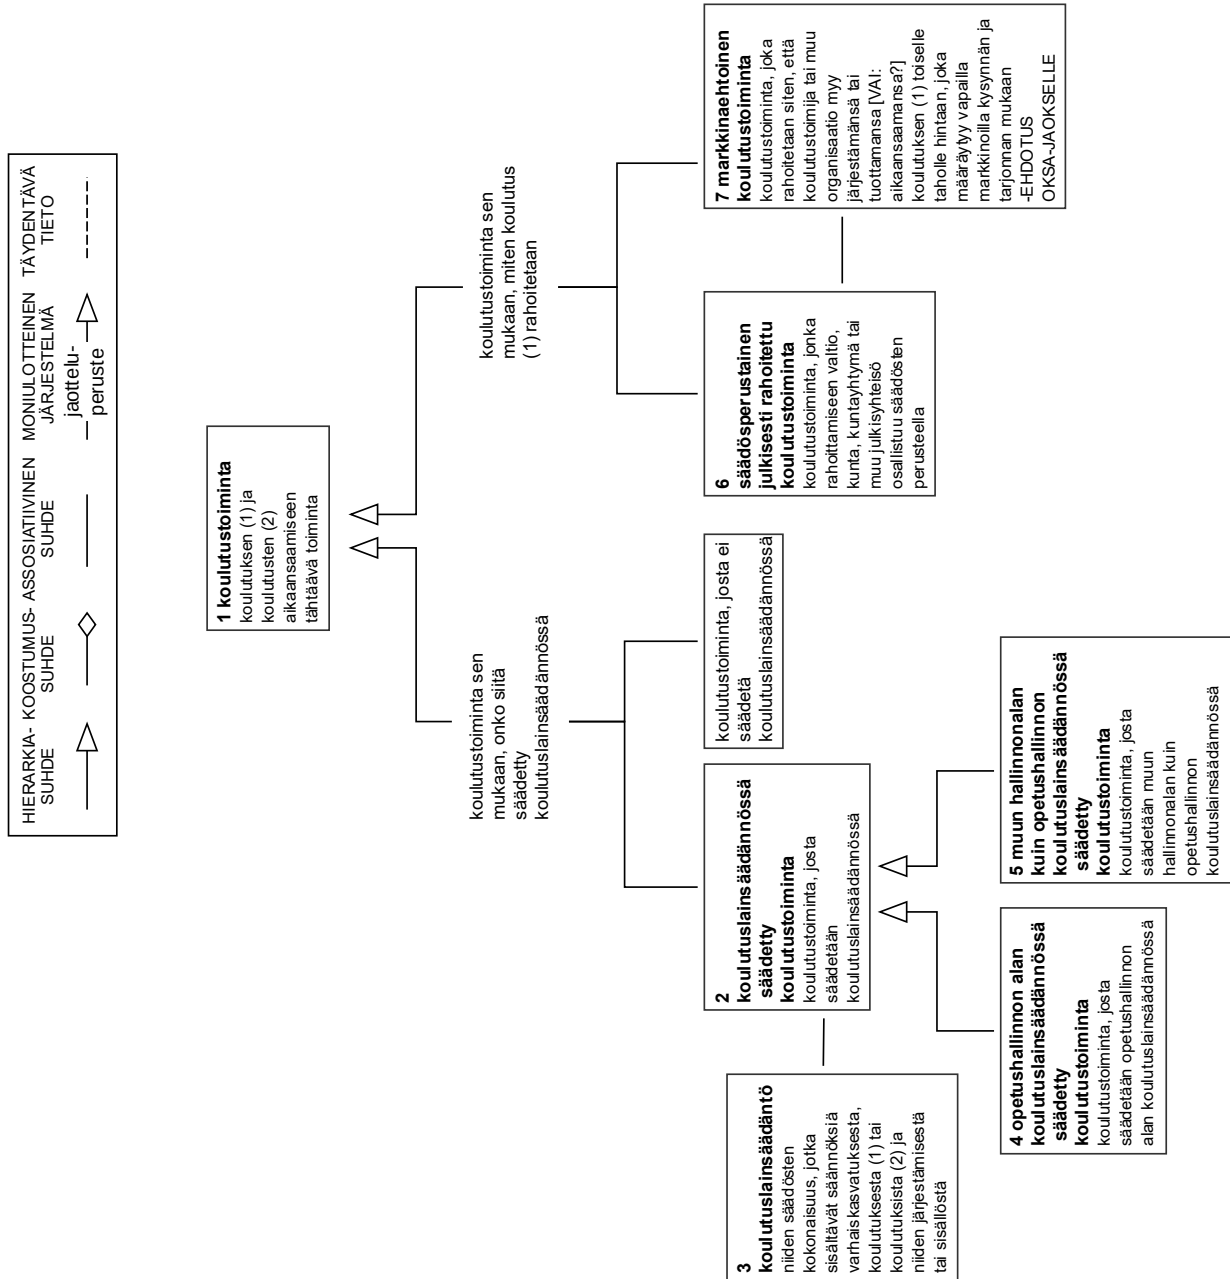 HIERARKIA-
SUHDE
KOOSTUMUS-
SUHDE
ASSOSIATIIVINEN
SUHDE
MONIULOTTEINEN
JÄRJESTELMÄ
jaottelu-
peruste
TÄYDENTÄVÄ
TIETO
1 koulutustoiminta
koulutuksen (1) ja
koulutusten (2)
aikaansaamiseen
tähtäävä toiminta
koulutustoiminta sen
mukaan, onko siitä
säädetty
koulutuslainsäädännössä
koulutustoiminta sen
mukaan, miten koulutus
(1) rahoitetaan
3
koulutuslainsäädäntö
niiden säädösten
kokonaisuus, jotka
sisältävät säännöksiä
varhaiskasvatuksesta,
koulutuksesta (1) tai
koulutuksista (2) ja
niiden järjestämisestä
tai sisällöstä
2
koulutuslainsäädännössä
säädetty
koulutustoiminta
koulutustoiminta, josta
säädetään
koulutuslainsäädännössä
koulutustoiminta, josta ei
säädetä
koulutuslainsäädännössä
6
säädösperustainen
julkisesti rahoitettu
koulutustoiminta
koulutustoiminta, jonka
rahoittamiseen valtio,
kunta, kuntayhtymä tai
muu julkisyhteisö
osallistuu säädösten
perusteella
7 markkinaehtoinen
koulutustoiminta
koulutustoiminta, joka
rahoitetaan siten, että
koulutustoimija tai muu
organisaatio myy
järjestämänsä tai
tuottamansa [VAI:
aikaansaamansa?]
koulutuksen (1) toiselle
taholle hintaan, joka
määräytyy vapailla
markkinoilla kysynnän ja
tarjonnan mukaan
-EHDOTUS
OKSA-JAOKSELLE
4 opetushallinnon alan
koulutuslainsäädännössä
säädetty
koulutustoiminta
koulutustoiminta, josta
säädetään opetushallinnon
alan koulutuslainsäädännössä
5 muun hallinnonalan
kuin opetushallinnon
koulutuslainsäädännössä
säädetty
koulutustoiminta
koulutustoiminta, josta
säädetään muun
hallinnonalan kuin
opetushallinnon
koulutuslainsäädännössä